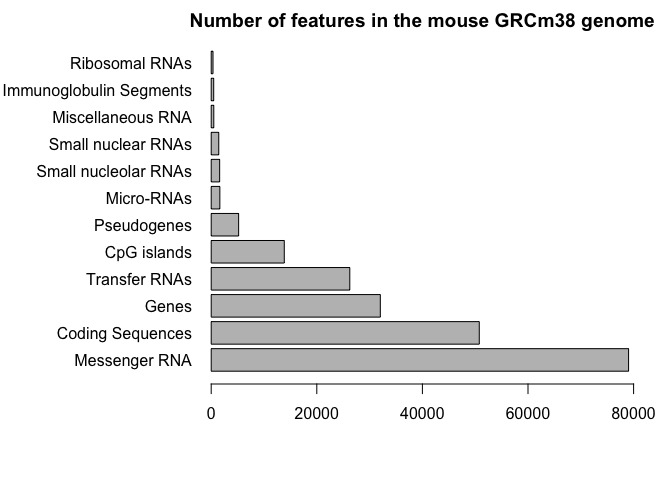 Number of features in the mouse GRCm38 genome
Ribosomal RNAs
Immunoglobulin Segments
Miscellaneous RNA
Small nuclear RNAs
Small nucleolar RNAs
Micro-RNAs
Pseudogenes
CpG islands
Transfer RNAs
Genes
Coding Sequences
Messenger RNA
0 20000 40000 60000 80000